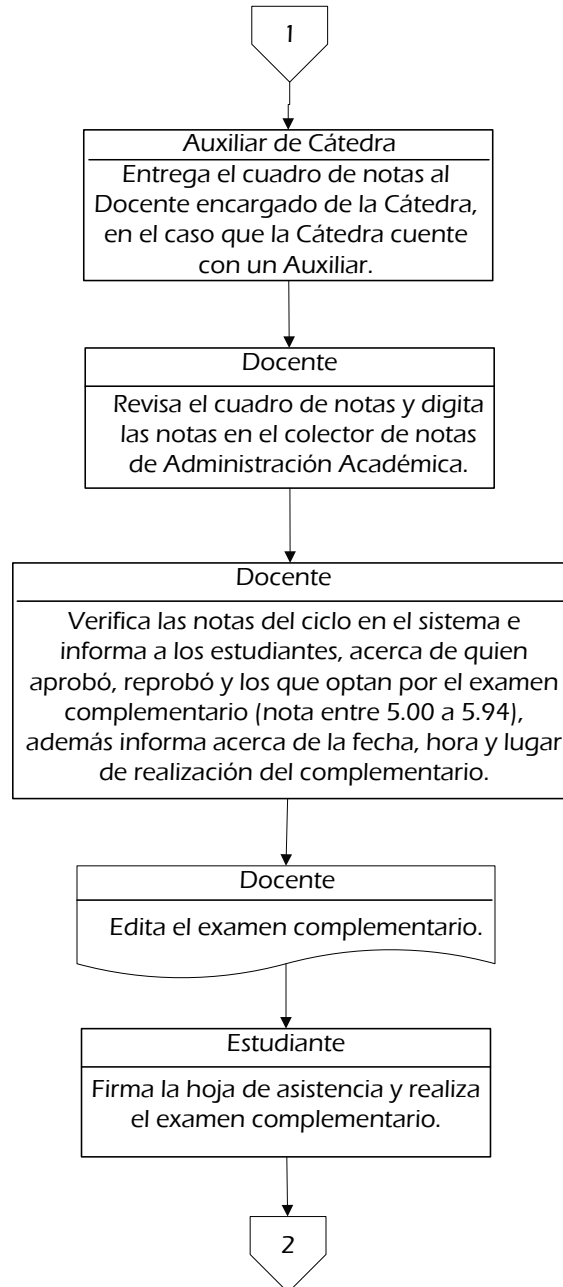 1
Auxiliar de Cátedra
Entrega el cuadro de notas al
Docente encargado de la Cátedra,
en el caso que la Cátedra cuente
con un Auxiliar.
Docente
Revisa el cuadro de notas y digita
las notas en el colector de notas
de Administración Académica.
Docente
Verifica las notas del ciclo en el sistema e
informa a los estudiantes, acerca de quien
aprobó, reprobó y los que optan por el examen
complementario (nota entre 5.00 a 5.94),
además informa acerca de la fecha, hora y lugar
de realización del complementario.
Docente
Edita el examen complementario.
Estudiante
Firma la hoja de asistencia y realiza
el examen complementario.
2